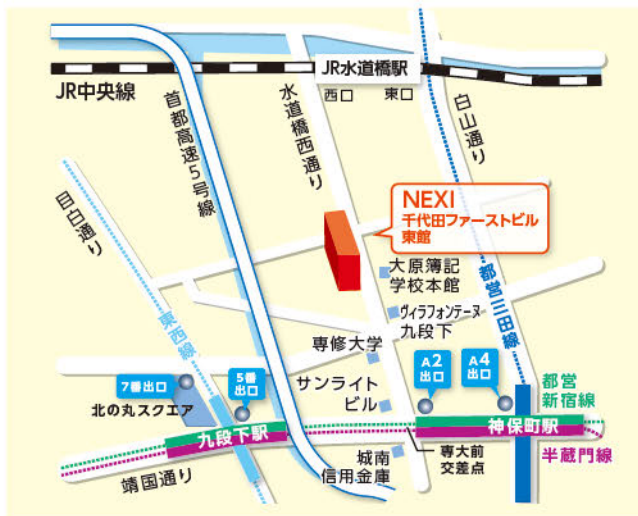 JR水道橋駅
JR中央線
西口
東口
首都高速5号線
水道橋西通り
白山通り
目白通り
NEXI
千代田ファーストビル
東館
大原簿記
学校本館
都営三田線
ヴィラフォンテーヌ
九段下
東西線
専修大学
A2
出口
A4
出口
7番出口
5番
出口
サンライト
ビル
都営
新宿線
北の丸スクエア
九段下駅
神保町駅
半蔵門線
専大前
交差点
城南
信用金庫
靖国通り